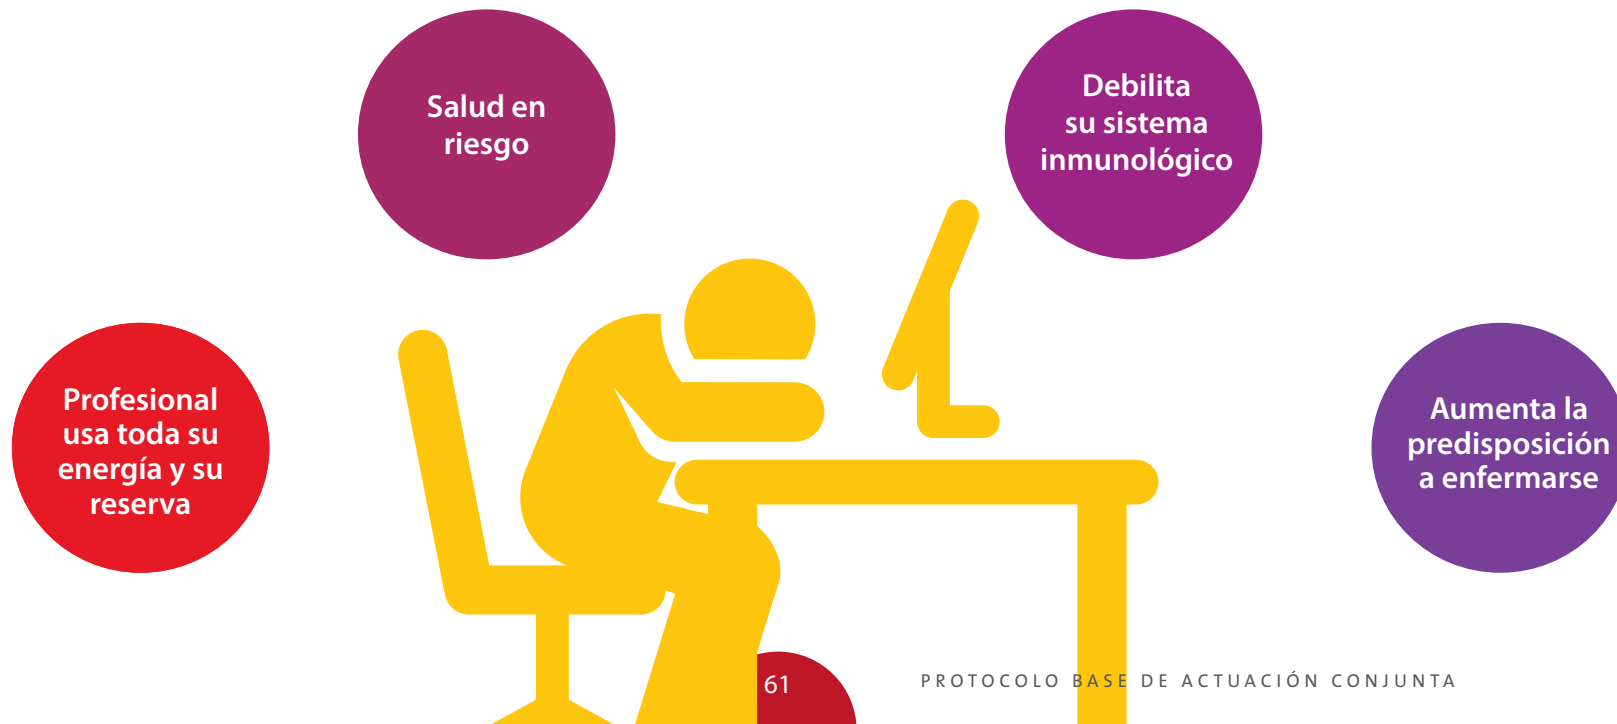 Salud en
riesgo
Debilita
su sistema
inmunológico
Profesional
usa toda su
energía y su
reserva
Aumenta la
predisposición
a enfermarse
61
PROTOCOLO BASE DE ACTUACIÓN CONJUNTA